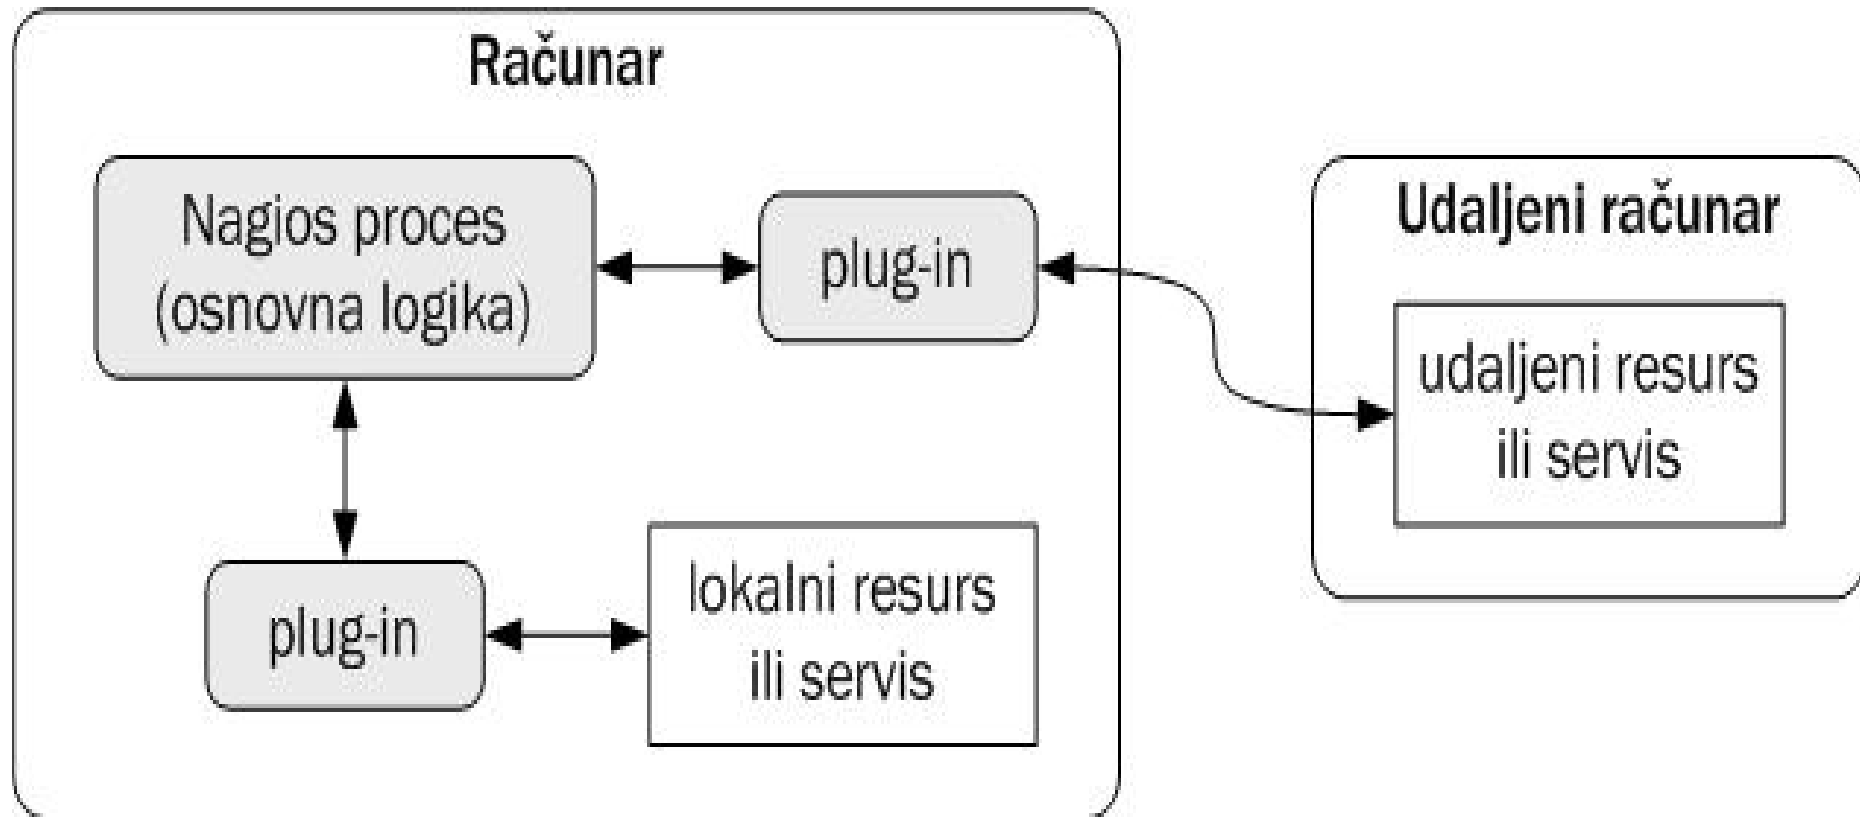 Računar
Nagios proces
(osnovna logika)
plug-in
Udaljeni računar
udaljeni resurs
ili servis
plug-in
lokalni resurs
ili servis